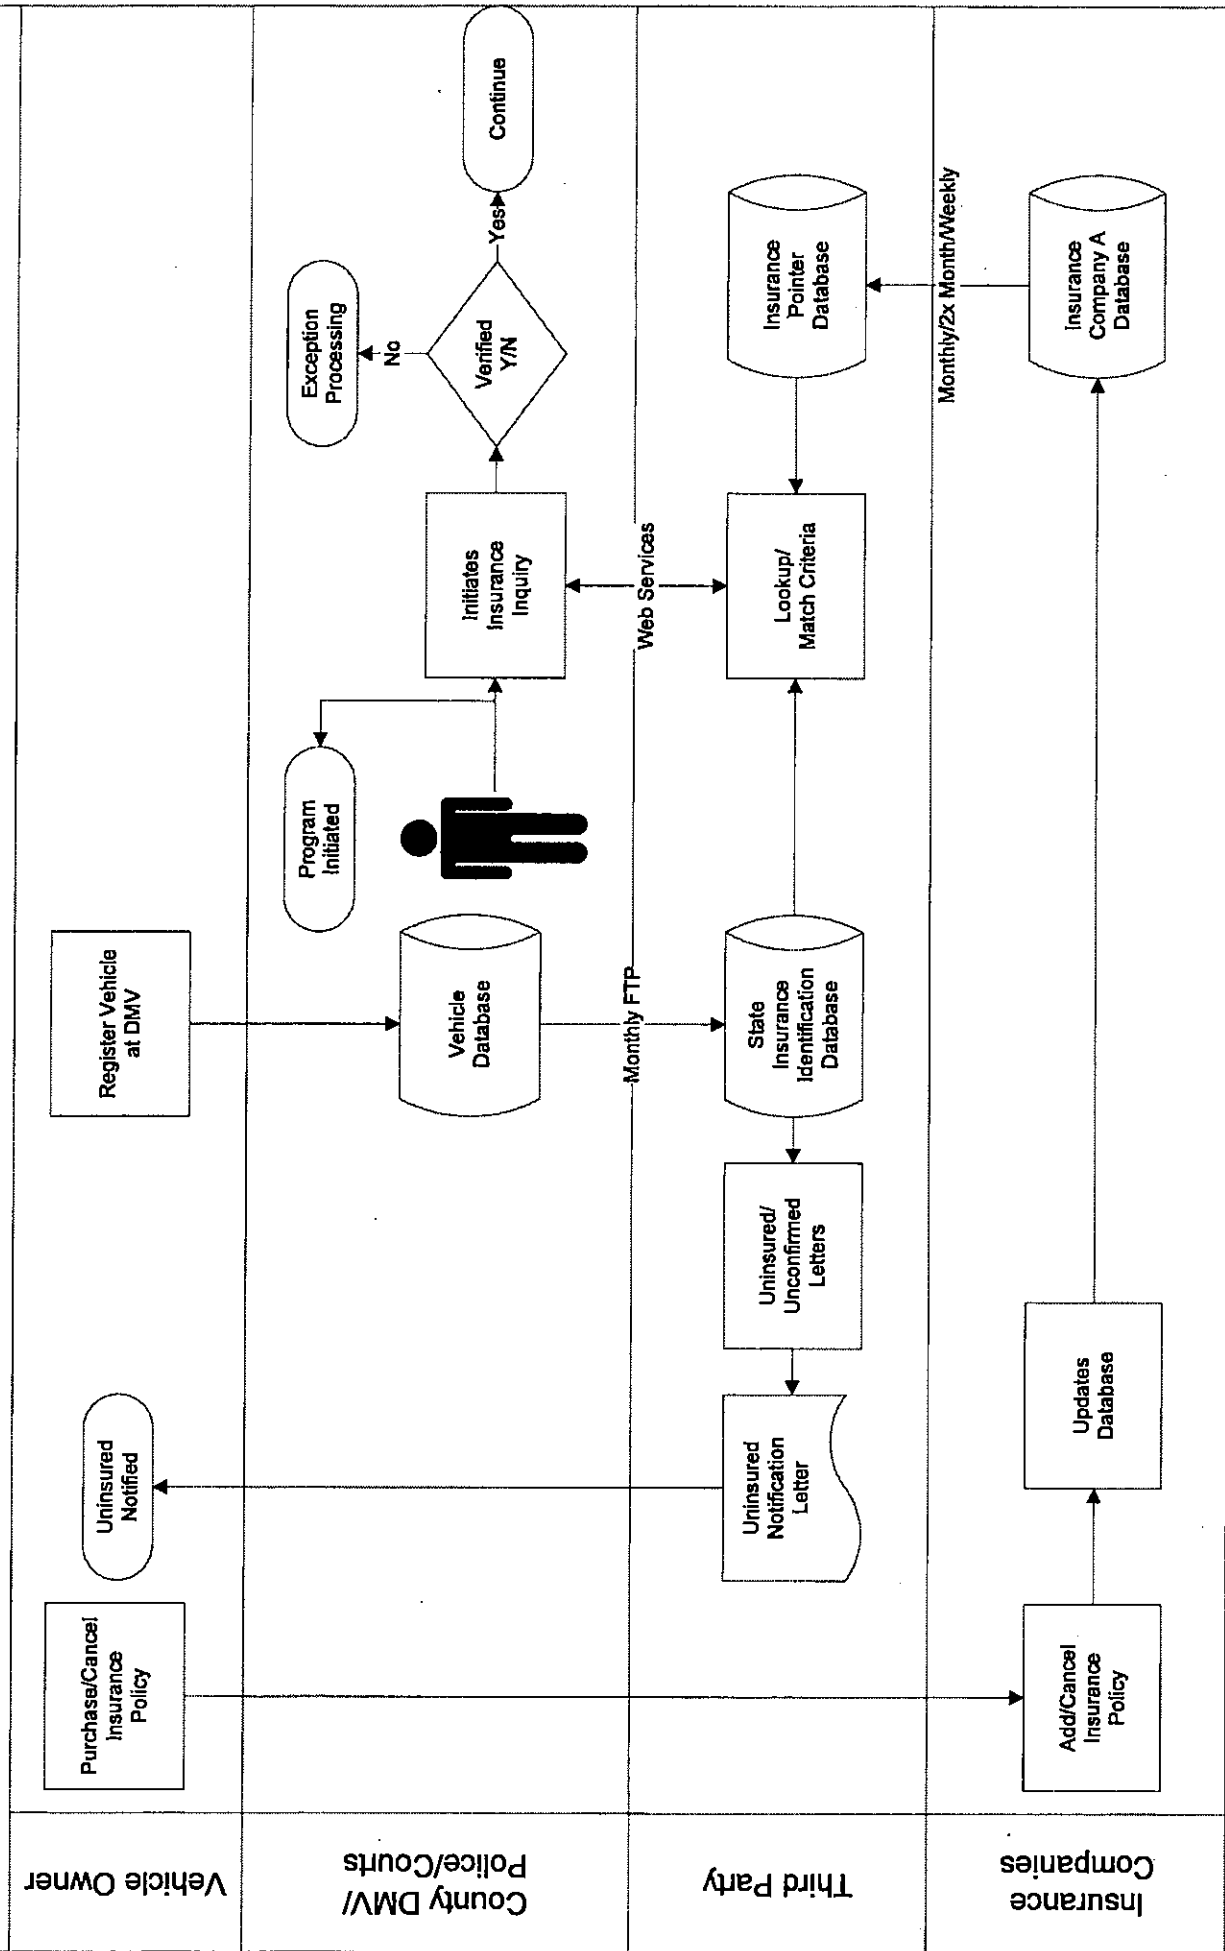 Vehicle Owner
Purchase/Cancel
Insurance
Policy
Uninsured
Notified
Register Vehicle
at DMV
County DMV/
Police/Courts
Vehicle
Database
Program
Initiated
Initiates
Insurance
Inquiry
Exception
Processing
No
Verified
Y/N
Yes
Continue
Monthly FTP
Web Services
Third Party
Uninsured
Notification
Letter
Uninsured/
Unconfirmed
Letters
State
Insurance
Identification
Database
Lookup/
Match Criteria
Insurance
Pointer
Database
Monthly/2x Month/Weekly
Insurance
Companies
Add/Cancel
Insurance
Policy
Updates
Database
Insurance
Company A
Database